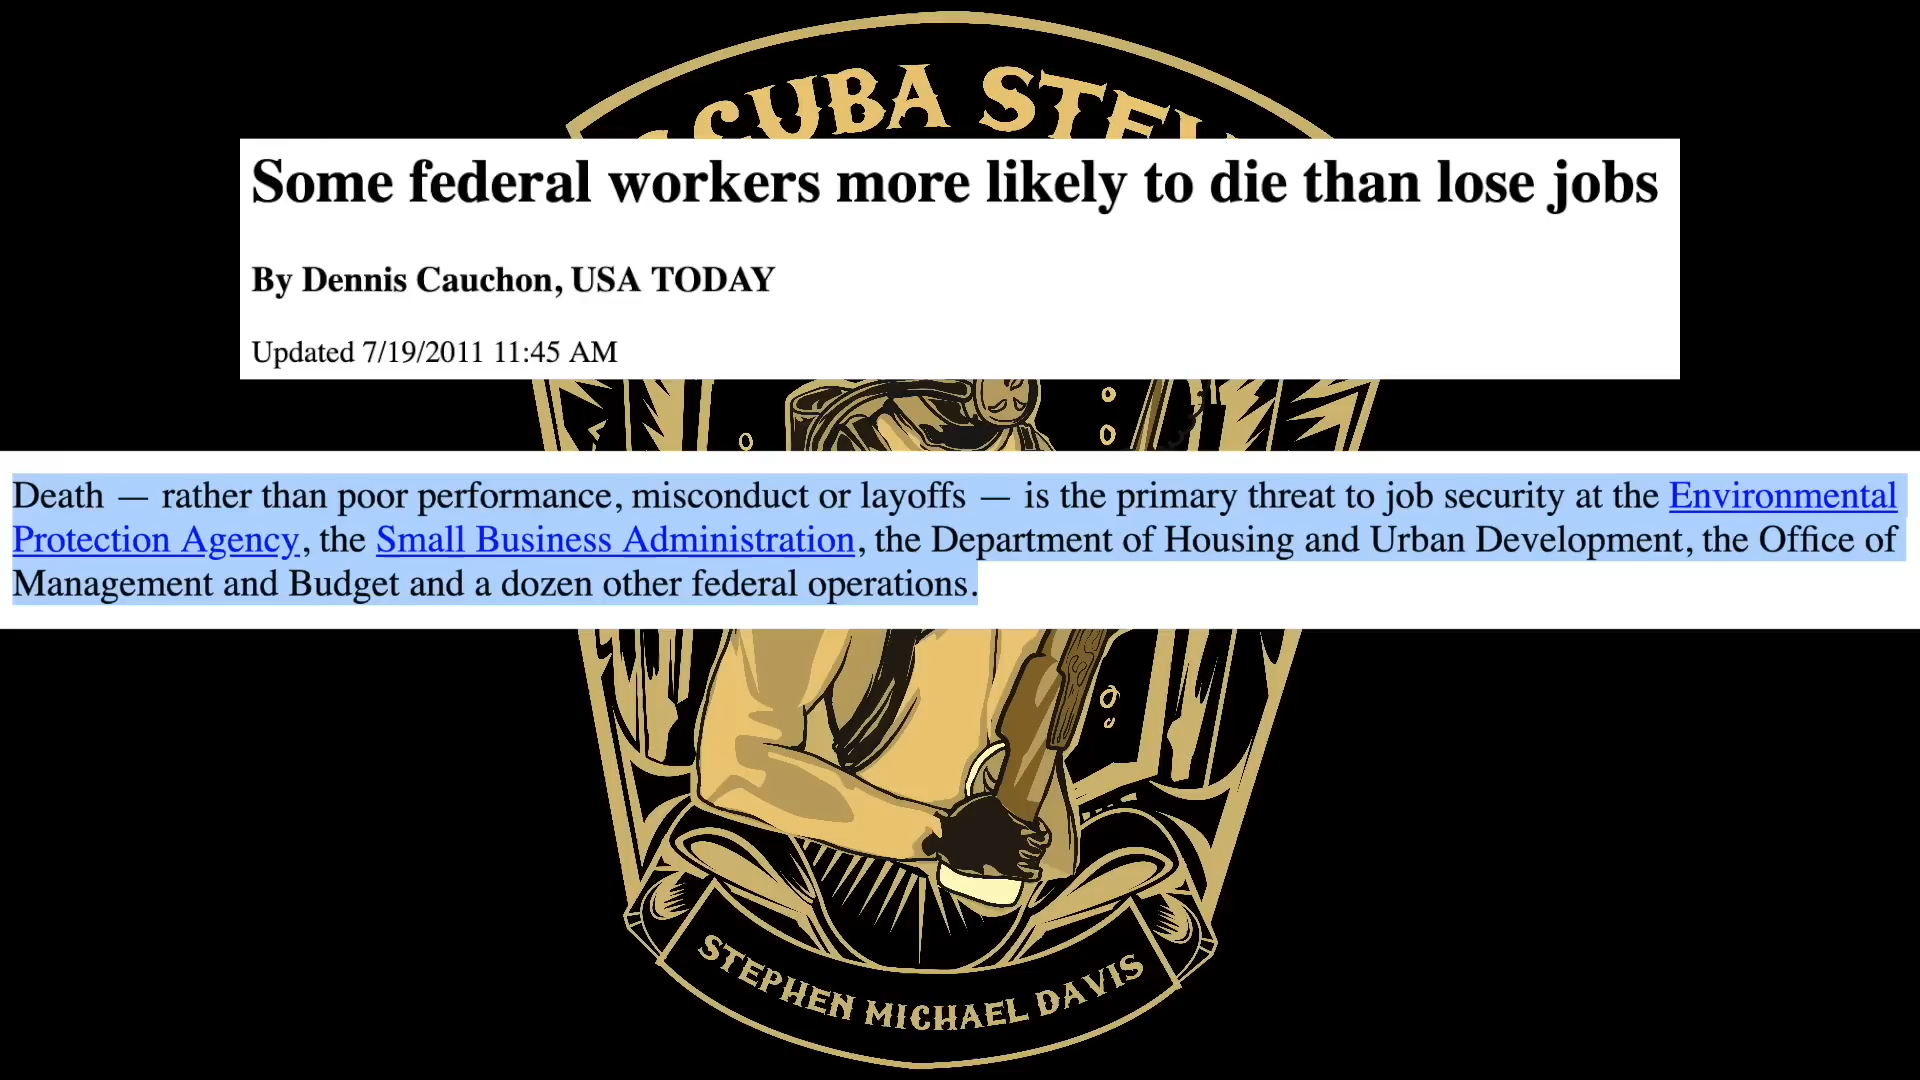 SCUBA STEVE
Some federal workers more likely to die than lose jobs
By Dennis Cauchon, USA TODAY
Updated 7/19/2011 11:45 AM
Death — rather than poor performance, misconduct or layoffs — is the primary threat to job security at the Environmental
Protection Agency, the Small Business Administration, the Department of Housing and Urban Development, the Office of
Management and Budget and a dozen other federal operations.
STEPHEN MICHAEL DAVIS